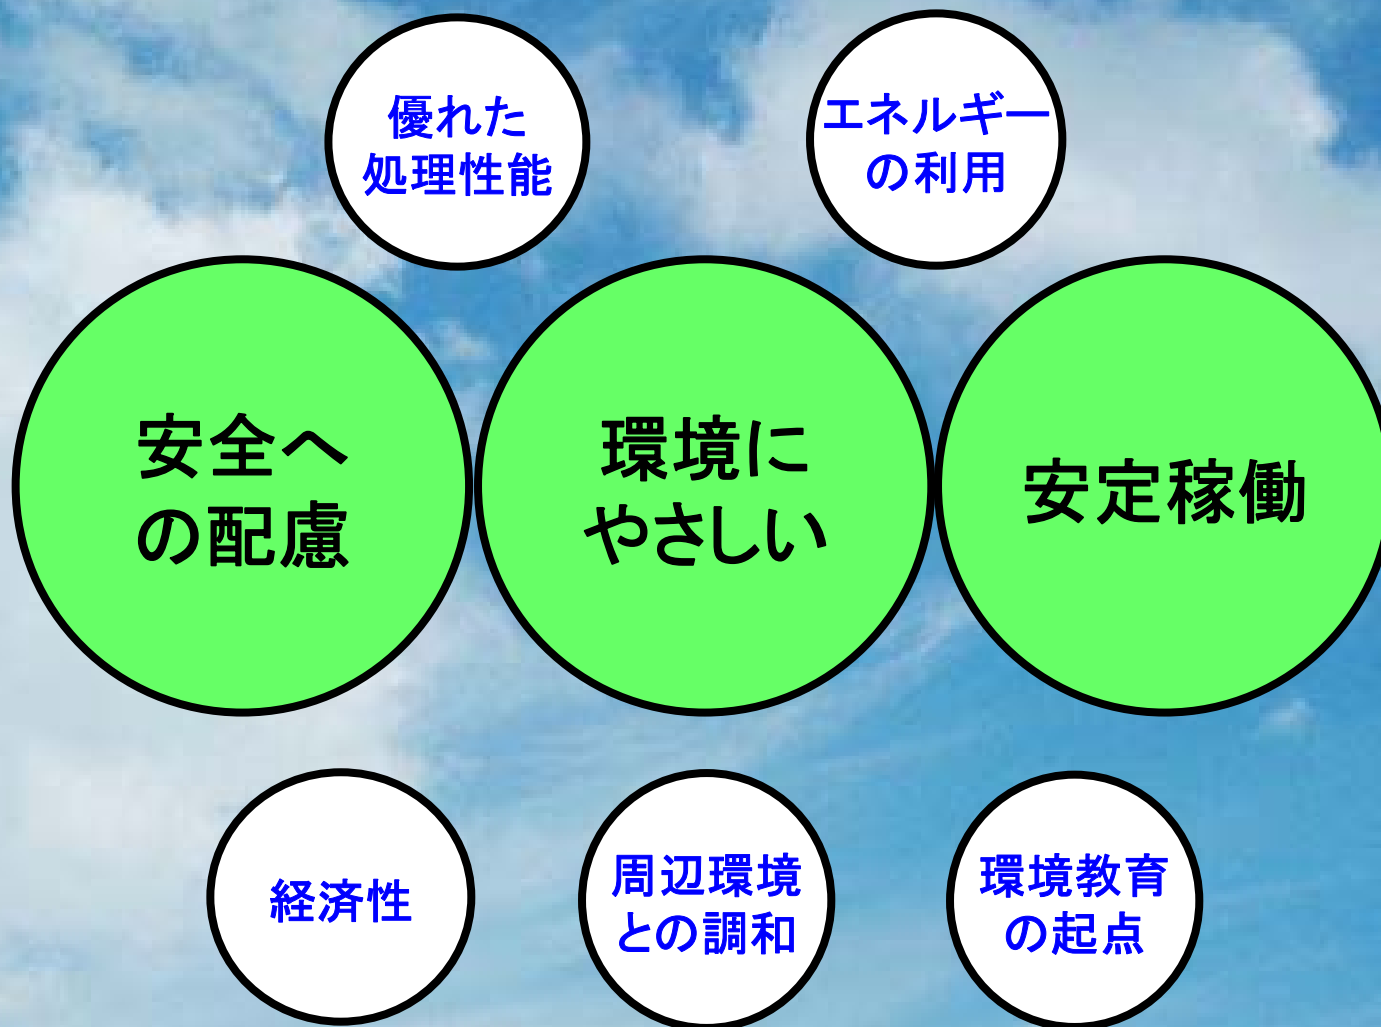 優れた
処理性能
エネルギー
の利用
安全へ
の配慮
環境に
やさしい
安定稼働
経済性
周辺環境
との調和
環境教育
の起点